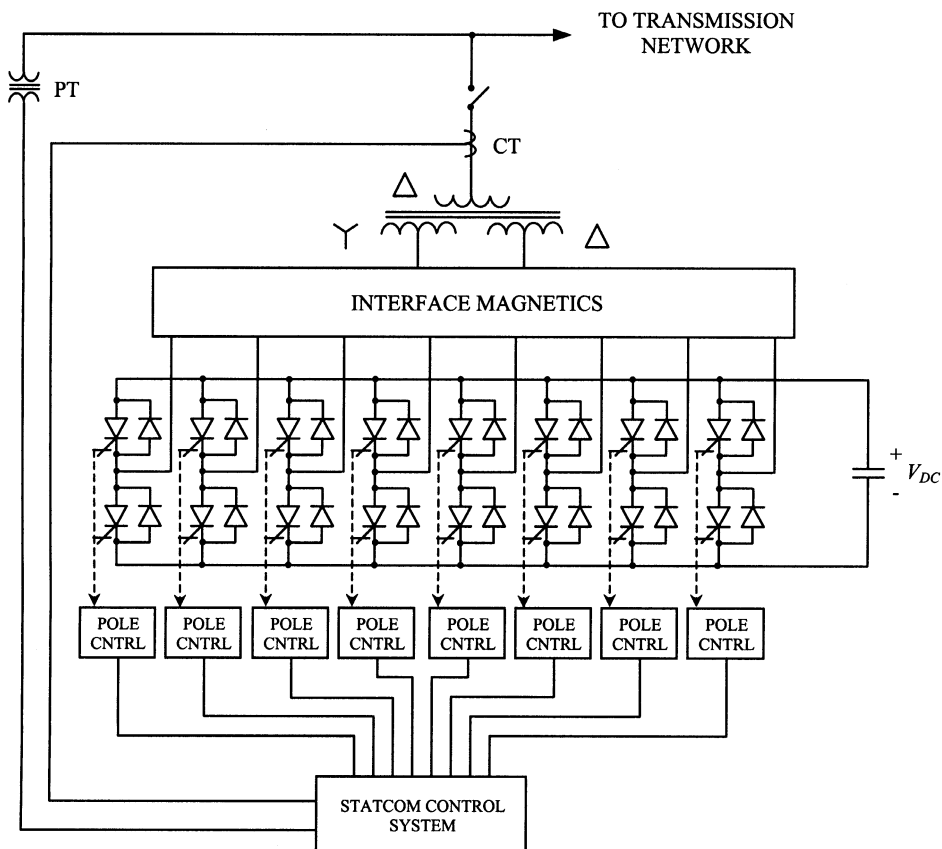 TO TRANSMISSION
NETWORK
PT
CT
INTERFACE MAGNETICS
+
V_DC
-
POLE
CNTRL
POLE
CNTRL
POLE
CNTRL
POLE
CNTRL
POLE
CNTRL
POLE
CNTRL
POLE
CNTRL
POLE
CNTRL
STATCOM CONTROL
SYSTEM